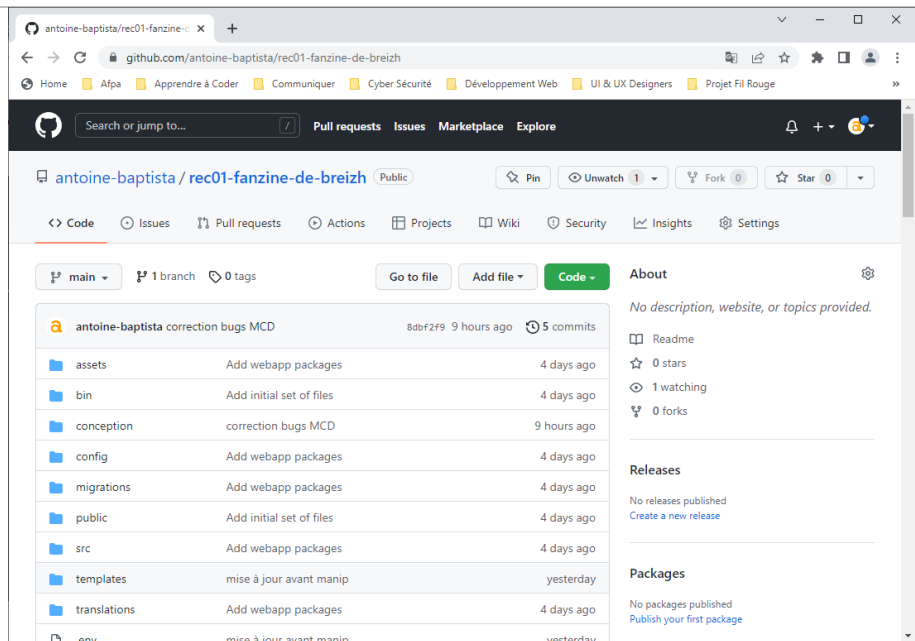 antoine-baptista/rec01-fanzine-d
github.com/antoine-baptista/rec01-fanzine-de-breizh
Home Afpa Apprendre à Coder Communiquer Cyber Sécurité Développement Web UI & UX Designers Projet Fil Rouge »
Search or jump to... / Pull requests Issues Marketplace Explore
antoine-baptista / rec01-fanzine-de-breizh Public Pin Unwatch 1 Fork 0 Star 0
<> Code Issues Pull requests Actions Projects Wiki Security Insights Settings
main 1 branch 0 tags Go to file Add file Code
antoine-baptista correction bugs MCD 8dbf2f9 9 hours ago 5 commits
assets Add webapp packages 4 days ago
bin Add initial set of files 4 days ago
conception correction bugs MCD 9 hours ago
config Add webapp packages 4 days ago
migrations Add webapp packages 4 days ago
public Add initial set of files 4 days ago
src Add webapp packages 4 days ago
templates mise à jour avant manip yesterday
translations Add webapp packages 4 days ago
.env mise à jour avant manip yesterday
About
No description, website, or topics provided.
Readme
0 stars
1 watching
0 forks
Releases
No releases published
Create a new release
Packages
No packages published
Publish your first package